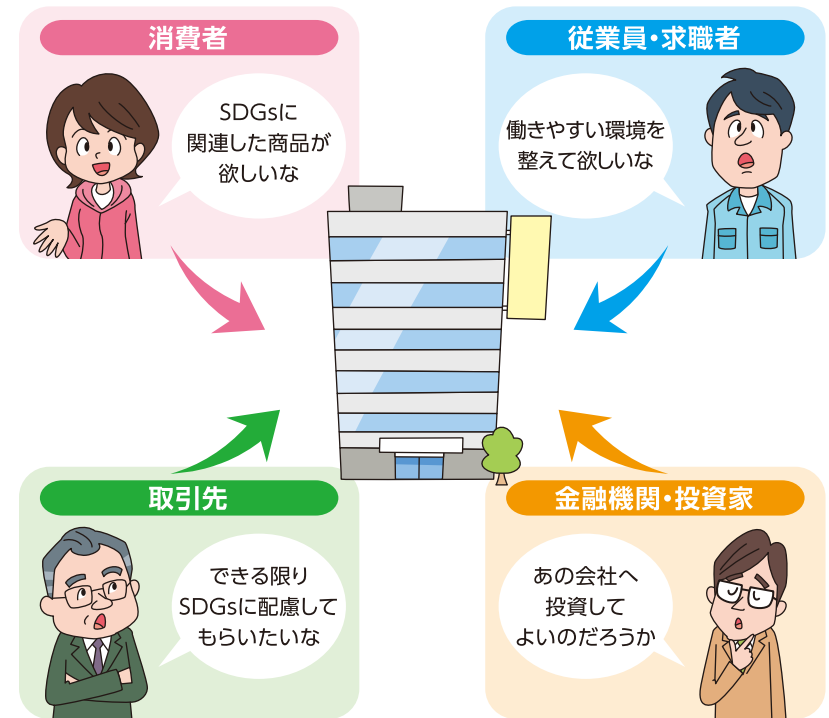 消費者
SDGsに
関連した商品が
欲しいな
従業員・求職者
働きやすい環境を
整えて欲しいな
取引先
できる限り
SDGsに配慮して
もらいたいな
金融機関・投資家
あの会社へ
投資して
よいのだろうか